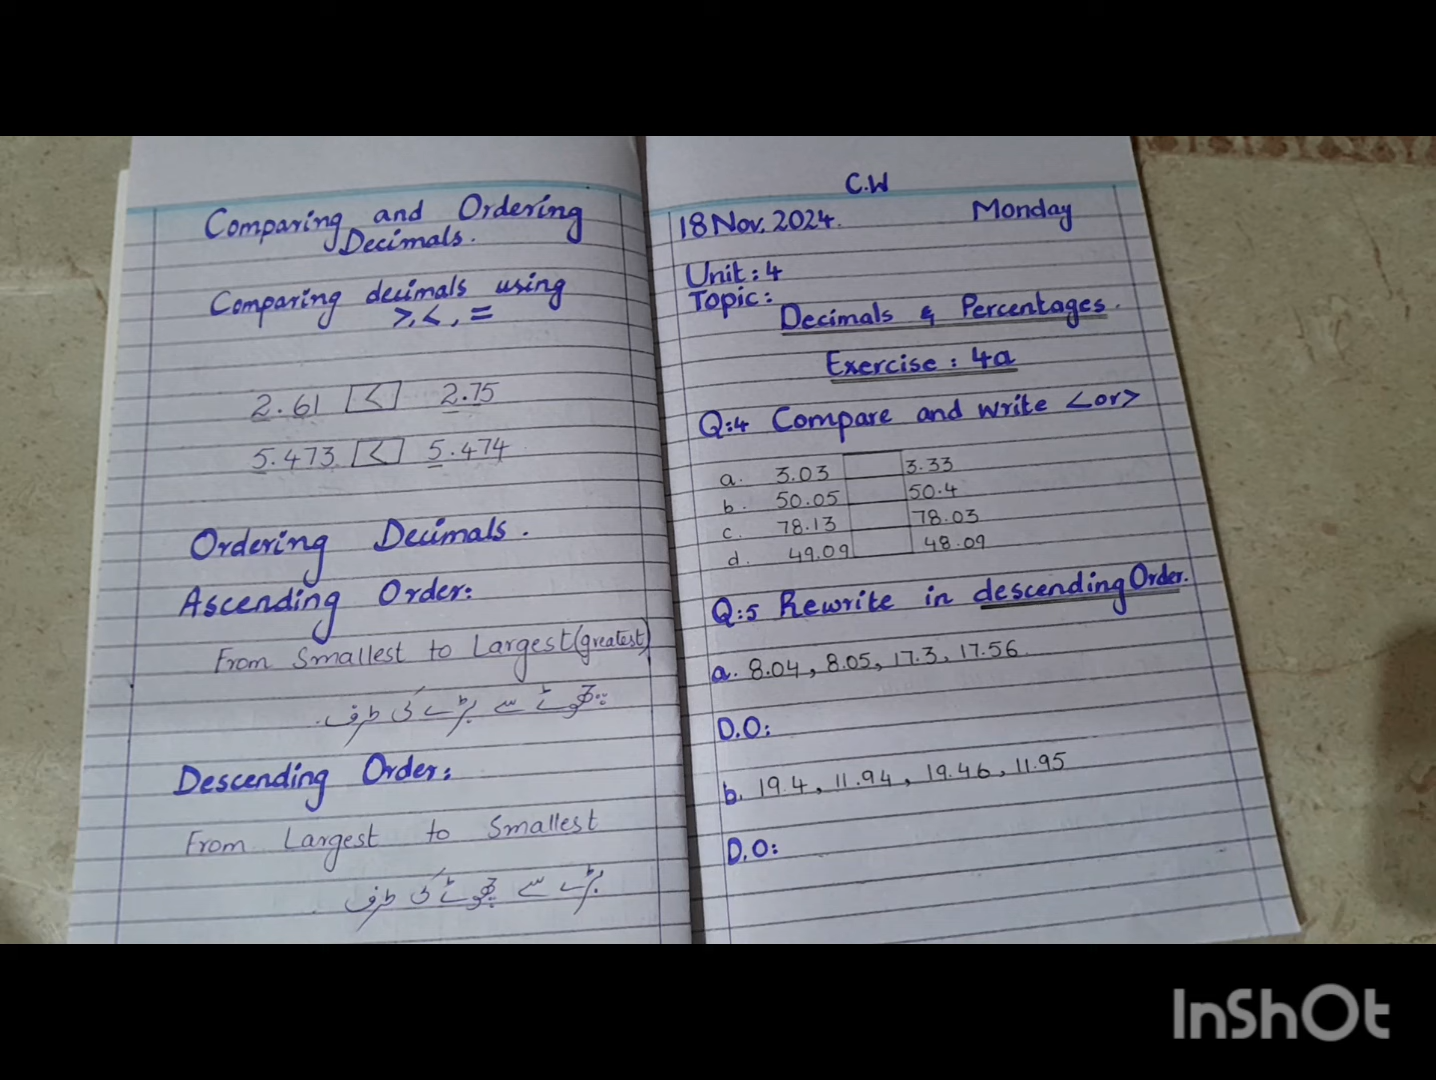 Comparing and Ordering
Decimals.
Comparing decimals using
>,<,=
2.61 < 2.75
5.473 < 5.474
Ordering Decimals.
Ascending Order:
From Smallest to Largest(greatest)
چھوٹے سے بڑے کی طرف.
Descending Order:
From Largest to Smallest
بڑے سے چھوٹے کی طرف.
C.W
18 Nov. 2024. Monday
Unit: 4
Topic:
Decimals & Percentages.
Exercise: 4a
Q:4 Compare and write <or>
a. 3.03 3.33
b. 50.05 50.4
c. 78.13 78.03
d. 49.09 48.09
Q:5 Rewrite in descending Order.
a. 8.04, 8.05, 17.3, 17.56
D.O:
b. 19.4, 11.94, 19.46, 11.95
D.O:
InShOt